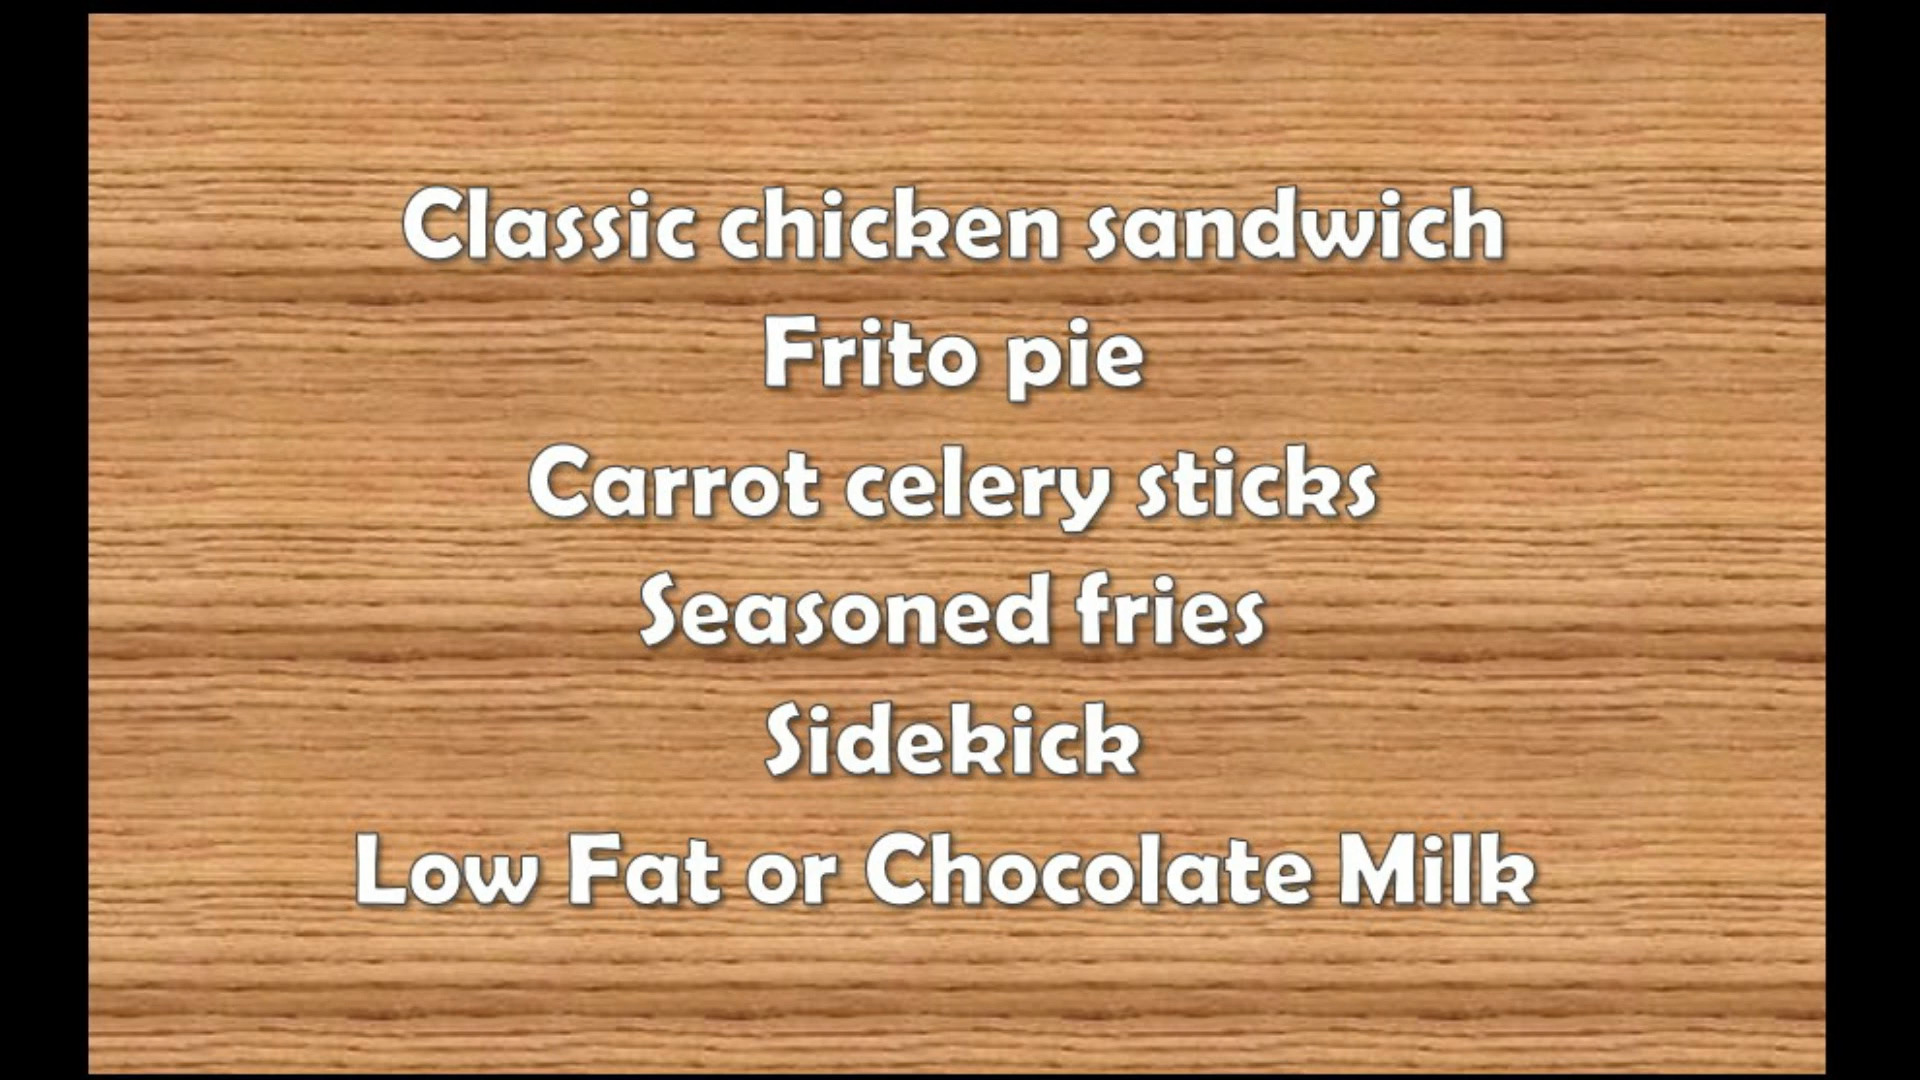 Classic chicken sandwich
Frito pie
Carrot celery sticks
Seasoned fries
Sidekick
Low Fat or Chocolate Milk